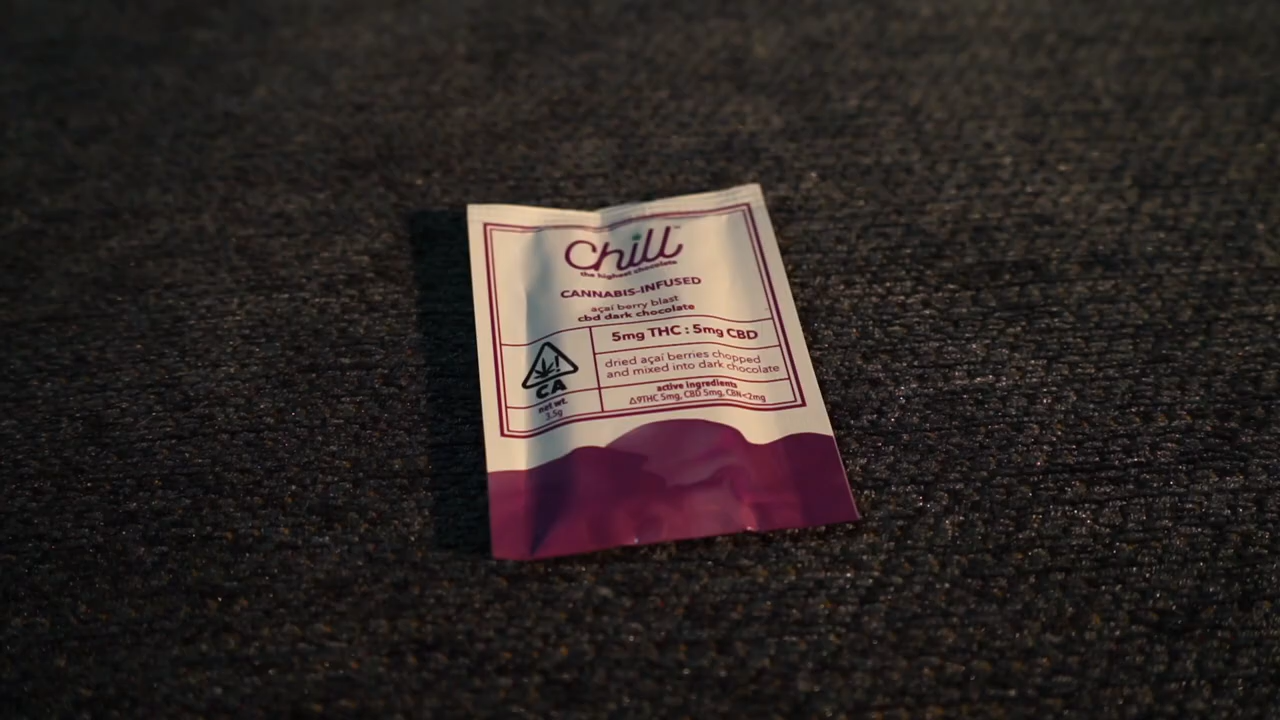 Chill™
the highest chocolate
CANNABIS-INFUSED
açaí berry blast
cbd dark chocolate
5mg THC : 5mg CBD
dried açaí berries chopped
and mixed into dark chocolate
CA
net wt.
3.5g
active ingredients
Δ9THC 5mg, CBD 5mg, CBN<2mg